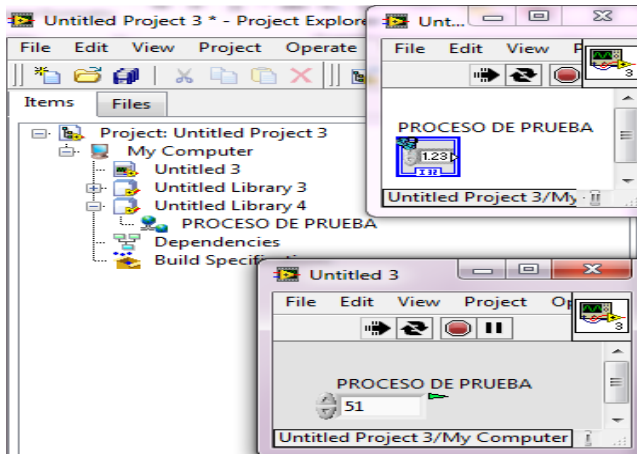 Untitled Project 3 * - Project Explore
File Edit View Project Operate
Items Files
Project: Untitled Project 3
My Computer
Untitled 3
Untitled Library 3
Untitled Library 4
PROCESO DE PRUEBA
Dependencies
Build Specifi
Unt...
File Edit View P
PROCESO DE PRUEBA
1.23
I32
Untitled Project 3/My
Untitled 3
File Edit View Project Op
3
PROCESO DE PRUEBA
51
Untitled Project 3/My Computer